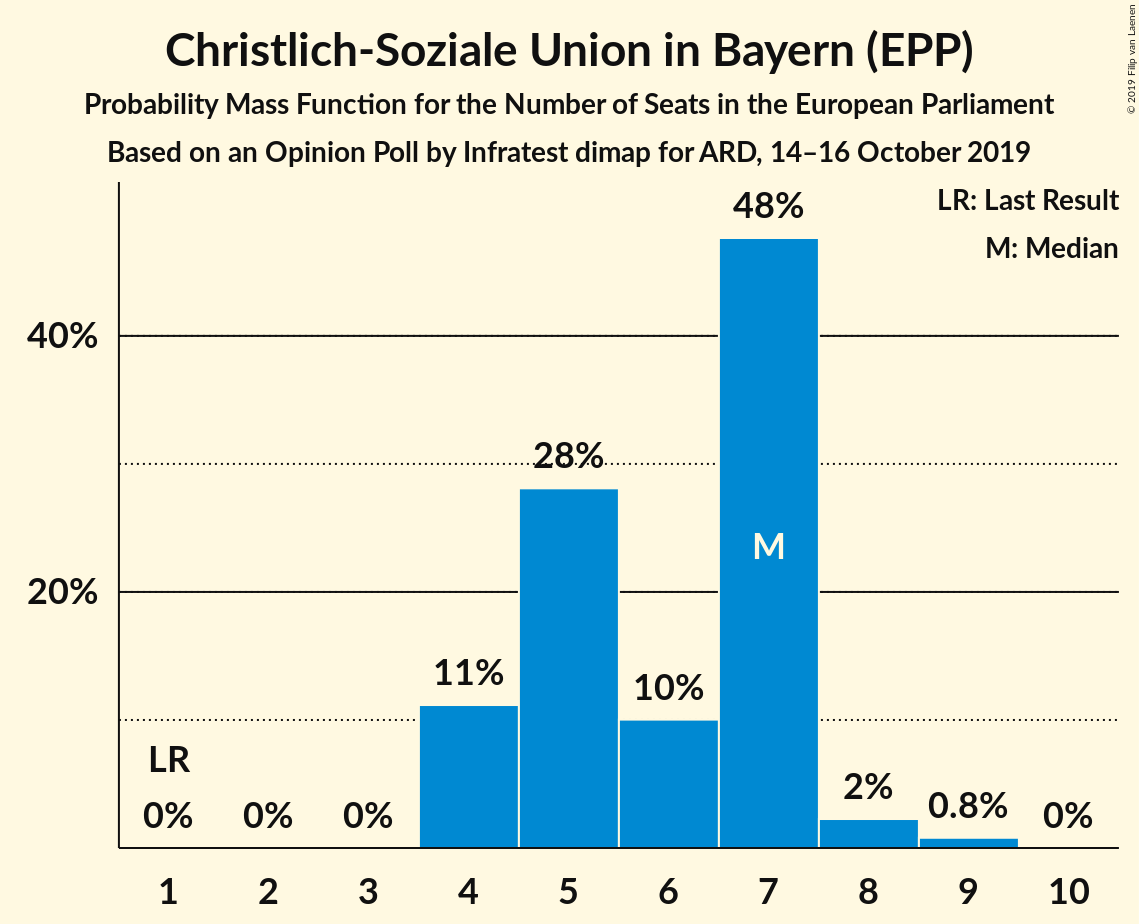 Christlich-Soziale Union in Bayern (EPP)
Probability Mass Function for the Number of Seats in the European Parliament
Based on an Opinion Poll by Infratest dimap for ARD, 14–16 October 2019
© 2019 Filip van Laenen
LR: Last Result
M: Median
48%
40%
28%
M
20%
11%
10%
LR
2%
0.8%
0% 0% 0% 0%
1 2 3 4 5 6 7 8 9 10